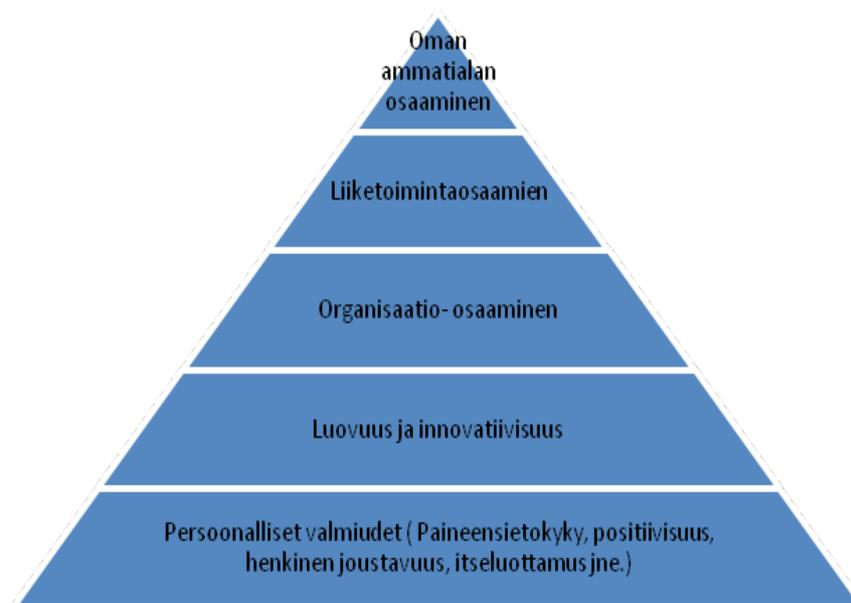 Oman
ammatialan
osaaminen
Liiketoimintaosaamien
Organisaatio- osaaminen
Luovuus ja innovatiivisuus
Persoonalliset valmiudet ( Paineensietokyky, positiivisuus,
henkinen joustavuus, itseluottamus jne.)